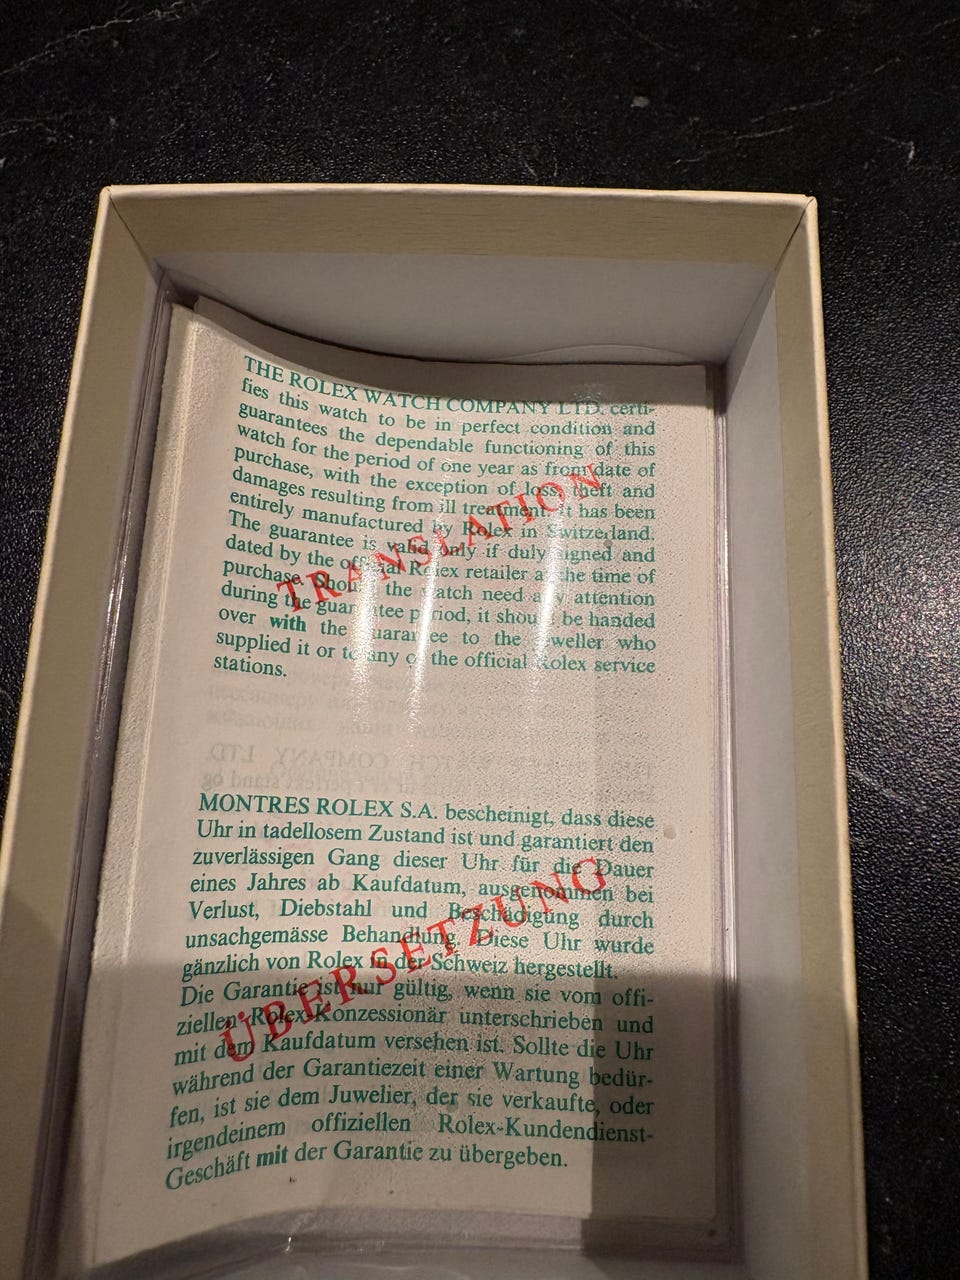 THE ROLEX WATCH COMPANY LTD. certi-
fies this watch to be in perfect condition and
guarantees the dependable functioning of this
watch for the period of one year as from date of
purchase, with the exception of loss, theft and
damages resulting from ill treatment. It has been
entirely manufactured by Rolex in Switzerland.
The guarantee is valid only if duly signed and
dated by the official Rolex retailer at the time of
purchase. Should the watch need any attention
during the guarantee period, it should be handed
over with the guarantee to the jeweller who
supplied it or to any of the official Rolex service
stations.
TRANSLATION
MONTRES ROLEX S.A. bescheinigt, dass diese
Uhr in tadellosem Zustand ist und garantiert den
zuverlässigen Gang dieser Uhr für die Dauer
eines Jahres ab Kaufdatum, ausgenommen bei
Verlust, Diebstahl und Beschädigung durch
unsachgemässe Behandlung. Diese Uhr wurde
gänzlich von Rolex in der Schweiz hergestellt.
Die Garantie ist nur gültig, wenn sie vom offi-
ziellen Rolex-Konzessionär unterschrieben und
mit dem Kaufdatum versehen ist. Sollte die Uhr
während der Garantiezeit einer Wartung bedür-
fen, ist sie dem Juwelier, der sie verkaufte, oder
irgendeinem offiziellen Rolex-Kundendienst-
Geschäft mit der Garantie zu übergeben.
ÜBERSETZUNG